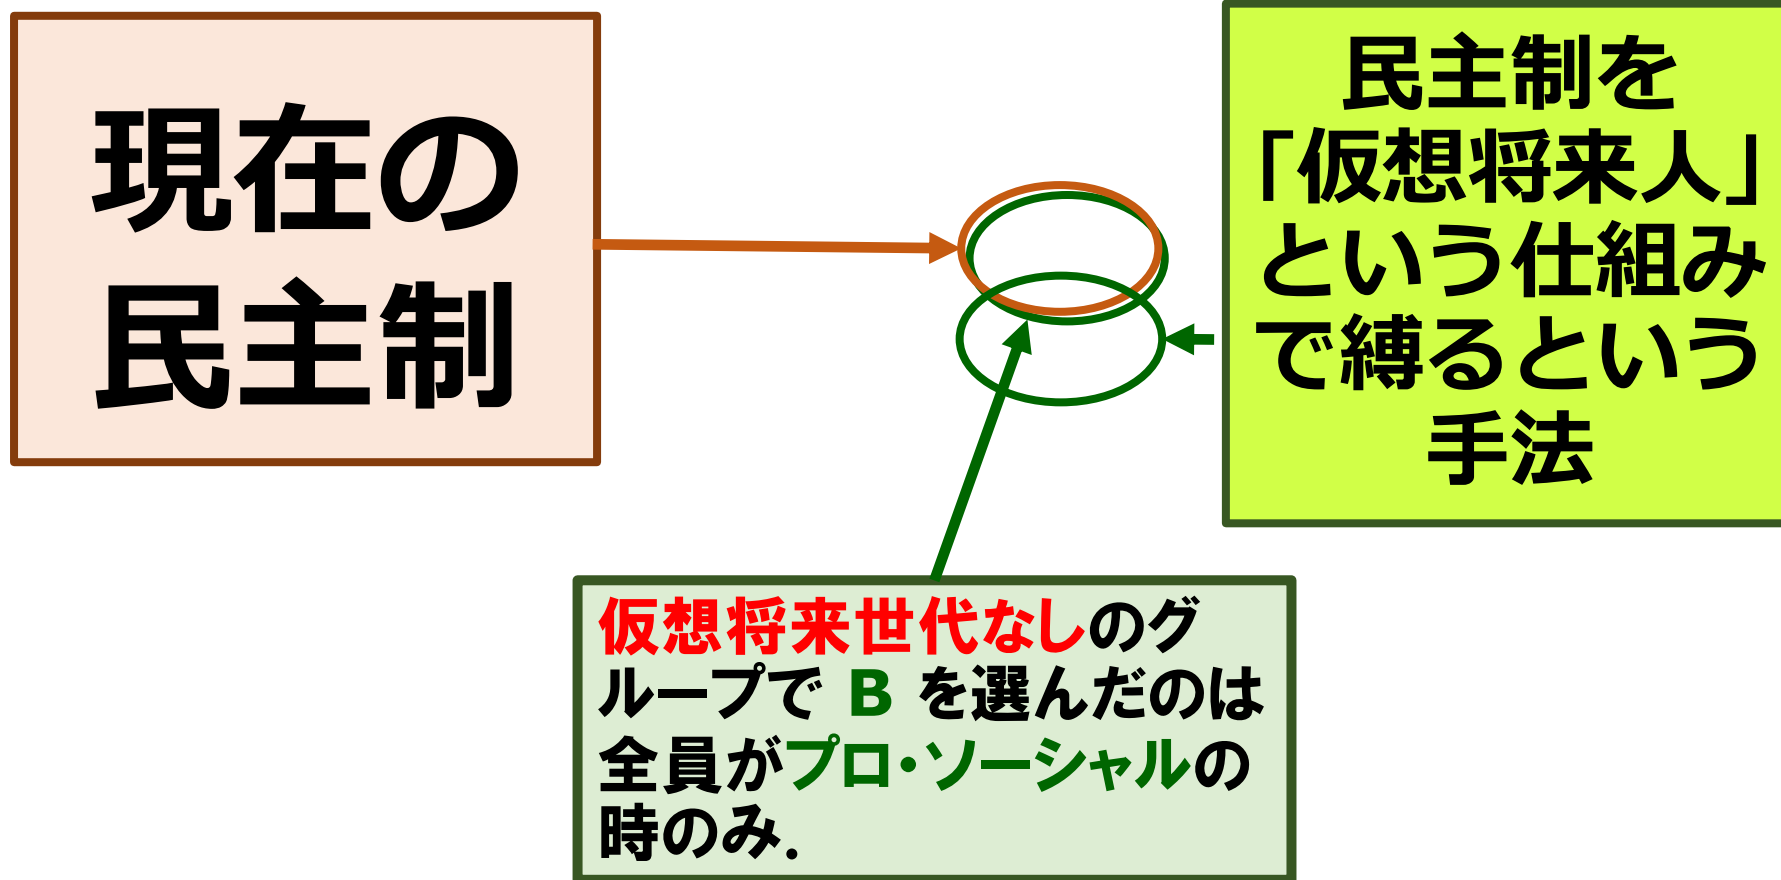 現在の
民主制
民主制を
「仮想将来人」
という仕組み
で縛るという
手法
仮想将来世代なしのグ
ループで B を選んだのは
全員がプロ・ソーシャルの
時のみ.